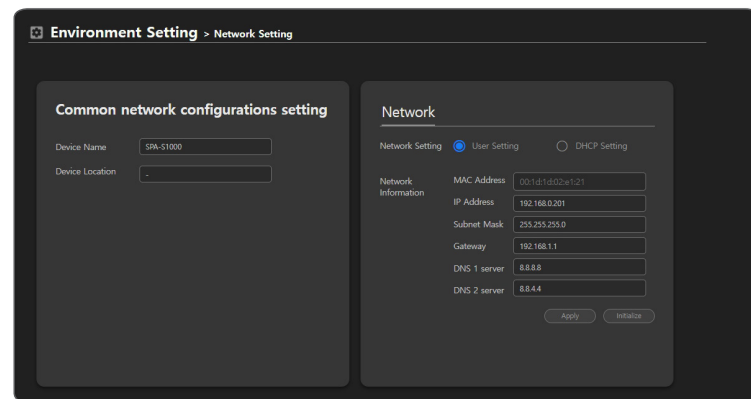 Environment Setting > Network Setting
Common network configurations setting
Device Name SPA-S1000
Device Location -
Network
Network Setting User Setting DHCP Setting
Network Information
MAC Address 00:1d:1d:02:e1:21
IP Address 192.168.0.201
Subnet Mask 255.255.255.0
Gateway 192.168.1.1
DNS 1 server 8.8.8.8
DNS 2 server 8.8.4.4
Apply Initialize